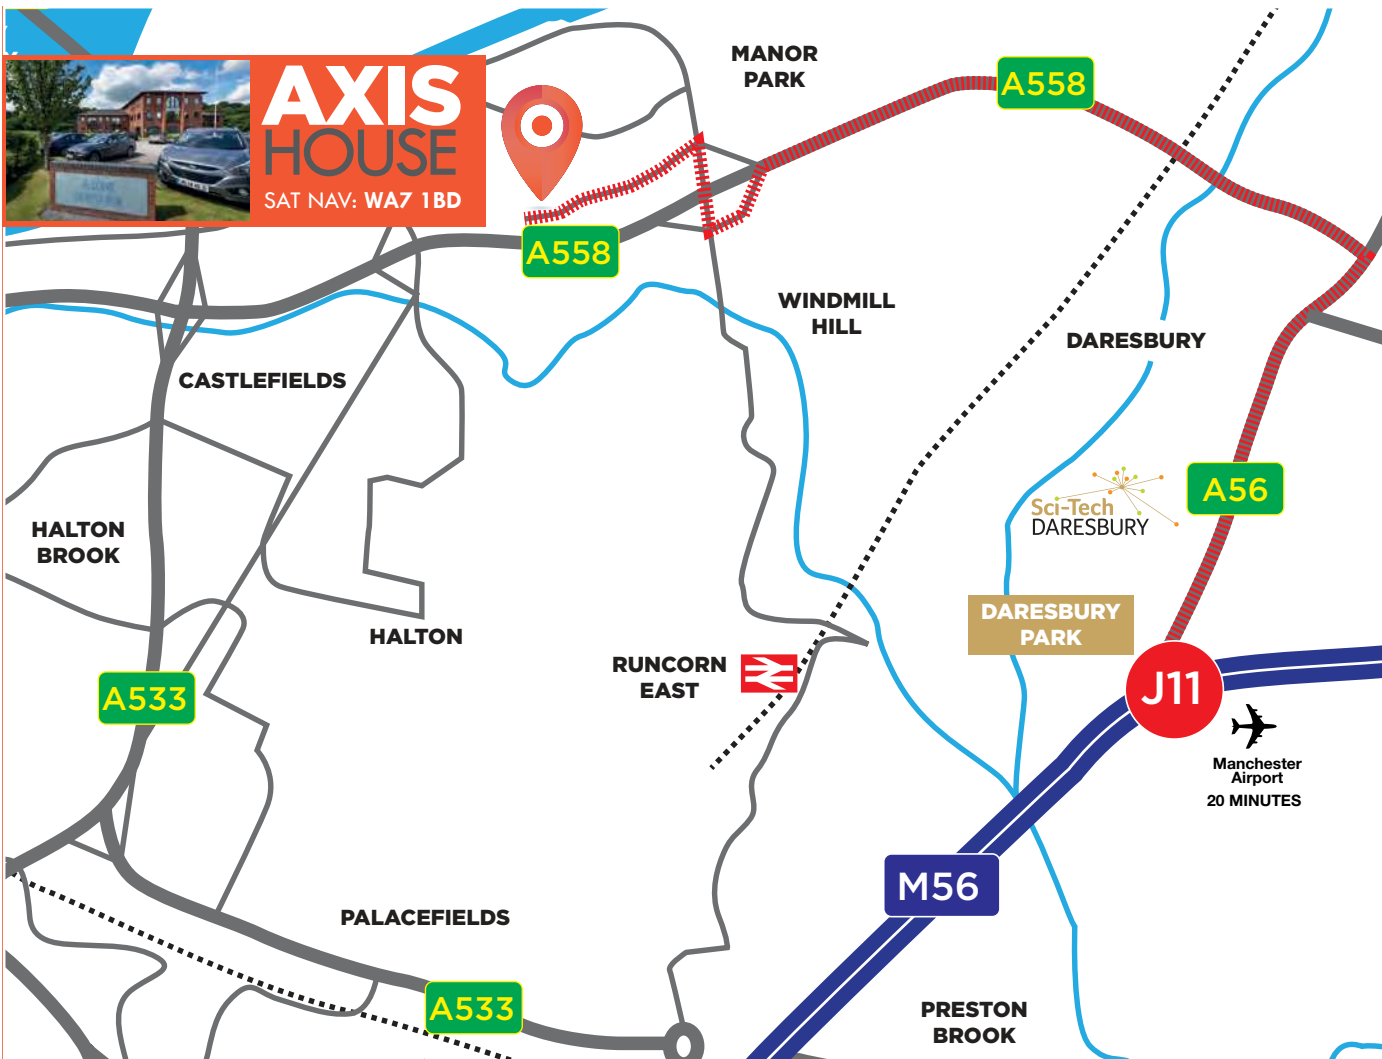 AXIS
HOUSE
SAT NAV: WA7 1BD
MANOR
PARK
A558
A558
WINDMILL
HILL
DARESBURY
CASTLEFIELDS
A56
Sci-Tech
DARESBURY
HALTON
BROOK
DARESBURY
PARK
HALTON
RUNCORN
EAST
A533
J11
Manchester
Airport
20 MINUTES
M56
PALACEFIELDS
A533
PRESTON
BROOK